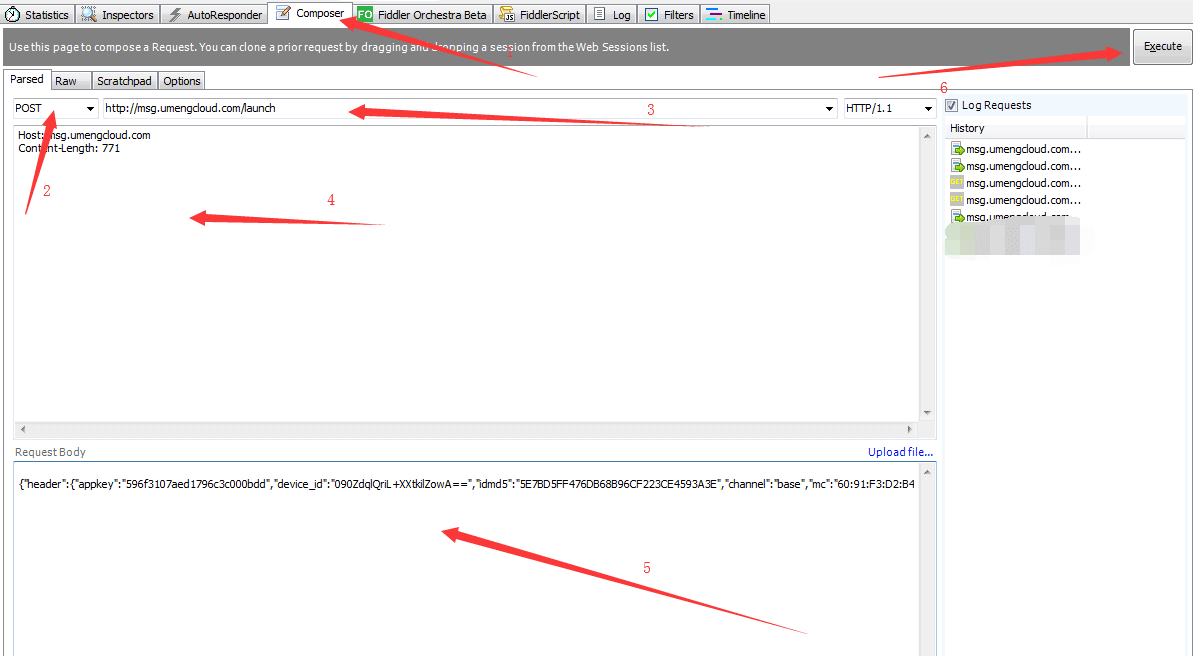 Statistics Inspectors AutoResponder Composer FO Fiddler Orchestra Beta JS FiddlerScript Log Filters Timeline
Use this page to compose a Request. You can clone a prior request by dragging and dropping a session from the Web Sessions list.
1
Execute
6
Parsed Raw Scratchpad Options
POST http://msg.umengcloud.com/launch 3 HTTP/1.1
Log Requests
Host: msg.umengcloud.com
Content-Length: 771
2
4
History
msg.umengcloud.com...
msg.umengcloud.com...
msg.umengcloud.com...
msg.umengcloud.com...
msg.umengcloud.com...
Request Body Upload file...
{"header":{"appkey":"596f3107aed1796c3c000bdd","device_id":"090ZdqlQriL+XXtkilZowA==","idmd5":"5E7BD5FF476DB68B96CF223CE4593A3E","channel":"base","mc":"60:91:F3:D2:B4
5